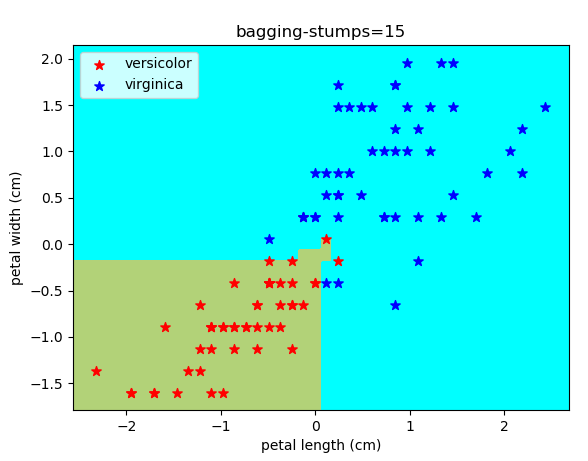 bagging-stumps=15
versicolor
virginica
petal width (cm)
2.0
1.5
1.0
0.5
0.0
−0.5
−1.0
−1.5
−2
−1
0
1
2
petal length (cm)